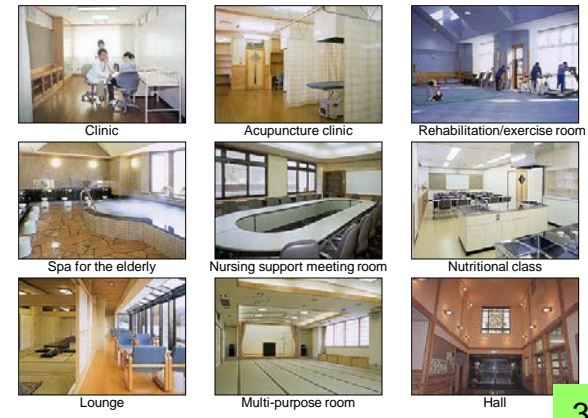 Clinic
Acupuncture clinic
Rehabilitation/exercise room
Spa for the elderly
Nursing support meeting room
Nutritional class
Lounge
Multi-purpose room
Hall
3